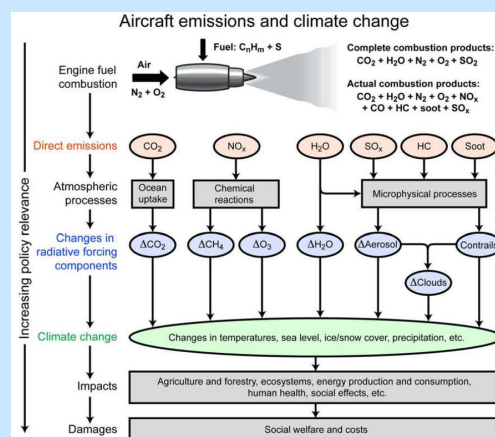 Aircraft emissions and climate change
Increasing policy relevance
Engine fuel
combustion
Fuel: CnHm + S
Air
N2 + O2
Complete combustion products:
CO2 + H2O + N2 + O2 + SO2
Actual combustion products:
CO2 + H2O + N2 + O2 + NOx
+ CO + HC + soot + SOx
Direct emissions
CO2
NOx
H2O
SOx
HC
Soot
Atmospheric
processes
Ocean
uptake
Chemical
reactions
Microphysical processes
Changes in
radiative forcing
components
ΔCO2
ΔCH4
ΔO3
ΔH2O
ΔAerosol
Contrails
ΔClouds
Climate change
Changes in temperatures, sea level, ice/snow cover, precipitation, etc.
Impacts
Agriculture and forestry, ecosystems, energy production and consumption,
human health, social effects, etc.
Damages
Social welfare and costs